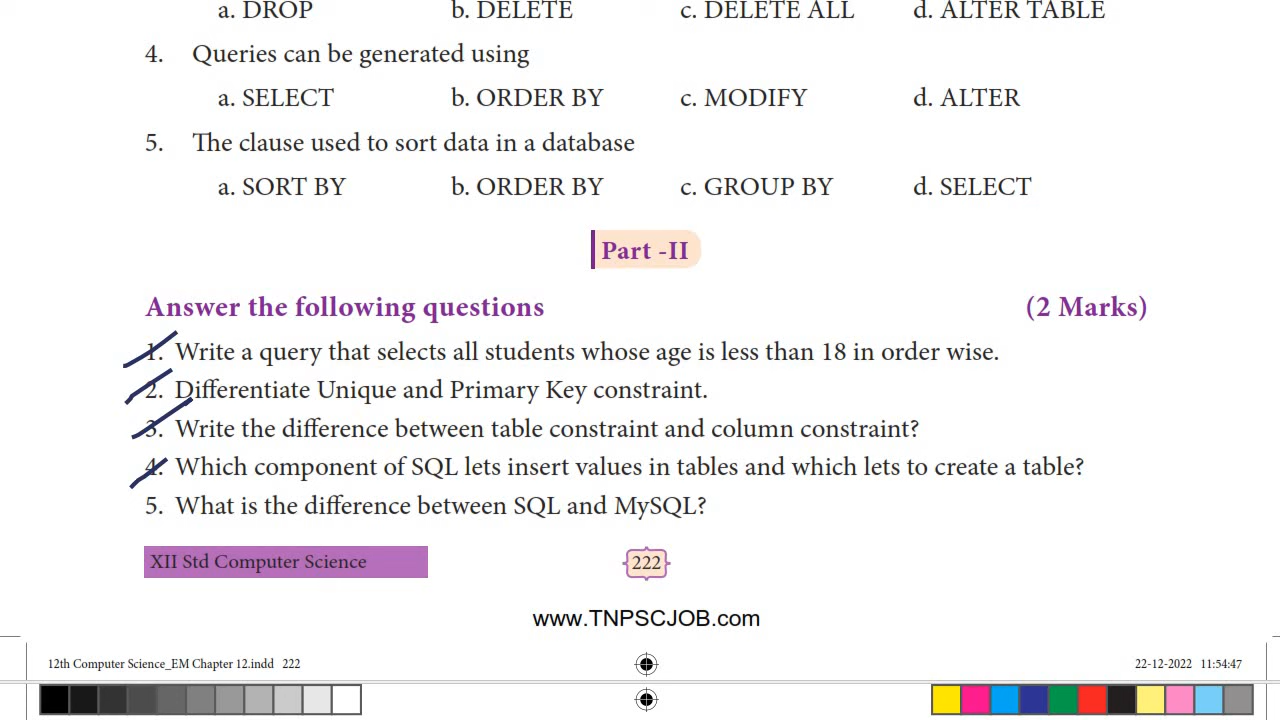 a. DROP b. DELETE c. DELETE ALL d. ALTER TABLE
4. Queries can be generated using
a. SELECT b. ORDER BY c. MODIFY d. ALTER
5. The clause used to sort data in a database
a. SORT BY b. ORDER BY c. GROUP BY d. SELECT
Part -II
Answer the following questions (2 Marks)
1. Write a query that selects all students whose age is less than 18 in order wise.
2. Differentiate Unique and Primary Key constraint.
3. Write the difference between table constraint and column constraint?
4. Which component of SQL lets insert values in tables and which lets to create a table?
5. What is the difference between SQL and MySQL?
XII Std Computer Science 222
www.TNPSCJOB.com
12th Computer Science_EM Chapter 12.indd 222 22-12-2022 11:54:47